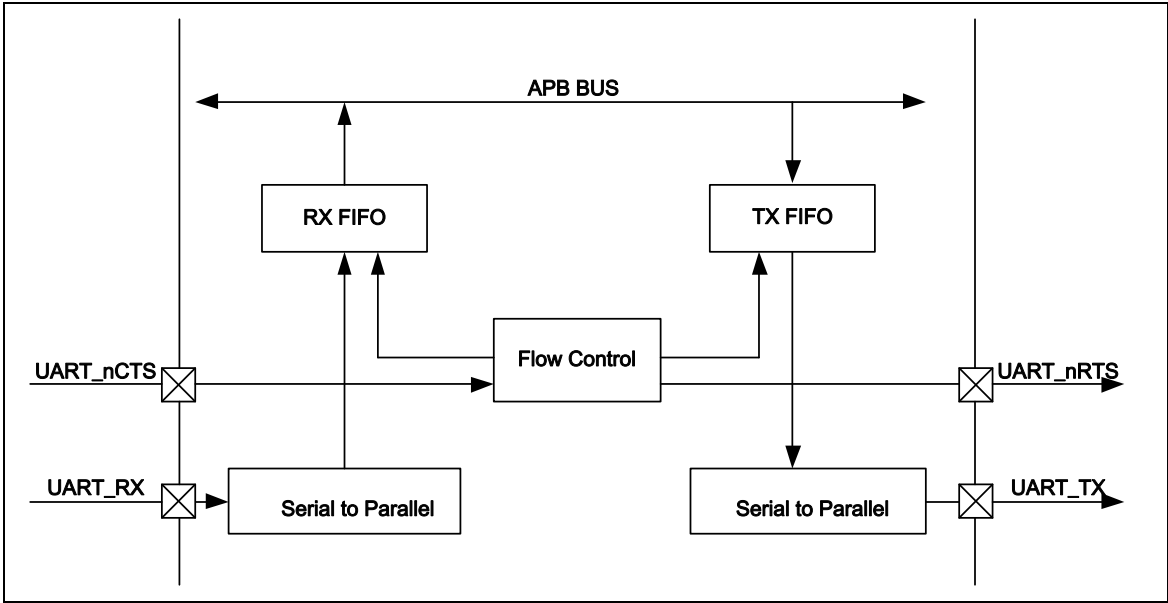 APB BUS
RX FIFO
TX FIFO
Flow Control
UART_nCTS
UART_nRTS
UART_RX
Serial to Parallel
Serial to Parallel
UART_TX